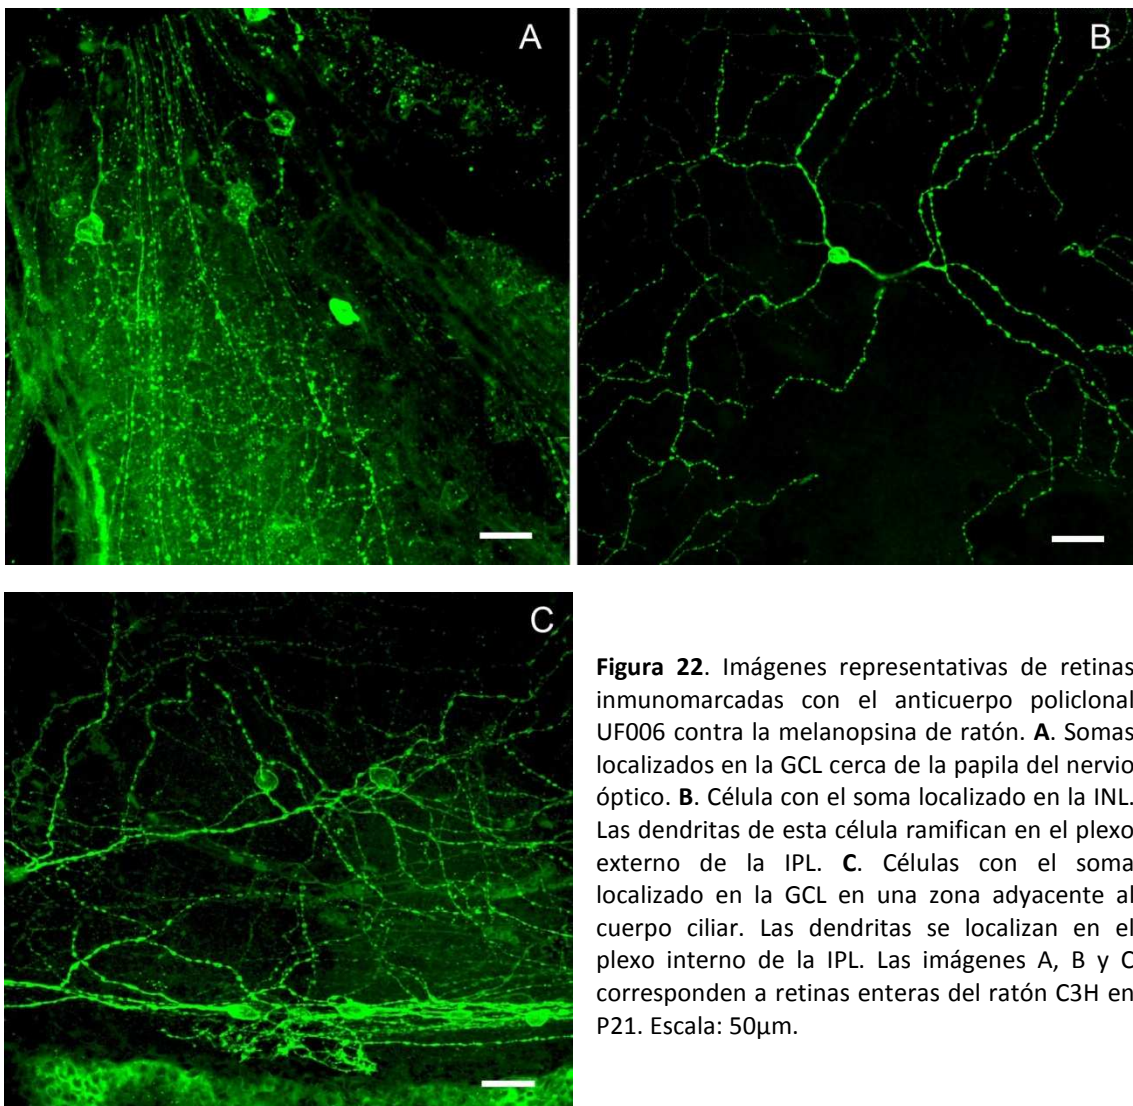 A
B
C
Figura 22. Imágenes representativas de retinas
inmunomarcadas con el anticuerpo policlonal
UF006 contra la melanopsina de ratón. A. Somas
localizados en la GCL cerca de la papila del nervio
óptico. B. Célula con el soma localizado en la INL.
Las dendritas de esta célula ramifican en el plexo
externo de la IPL. C. Células con el soma
localizado en la GCL en una zona adyacente al
cuerpo ciliar. Las dendritas se localizan en el
plexo interno de la IPL. Las imágenes A, B y C
corresponden a retinas enteras del ratón C3H en
P21. Escala: 50µm.